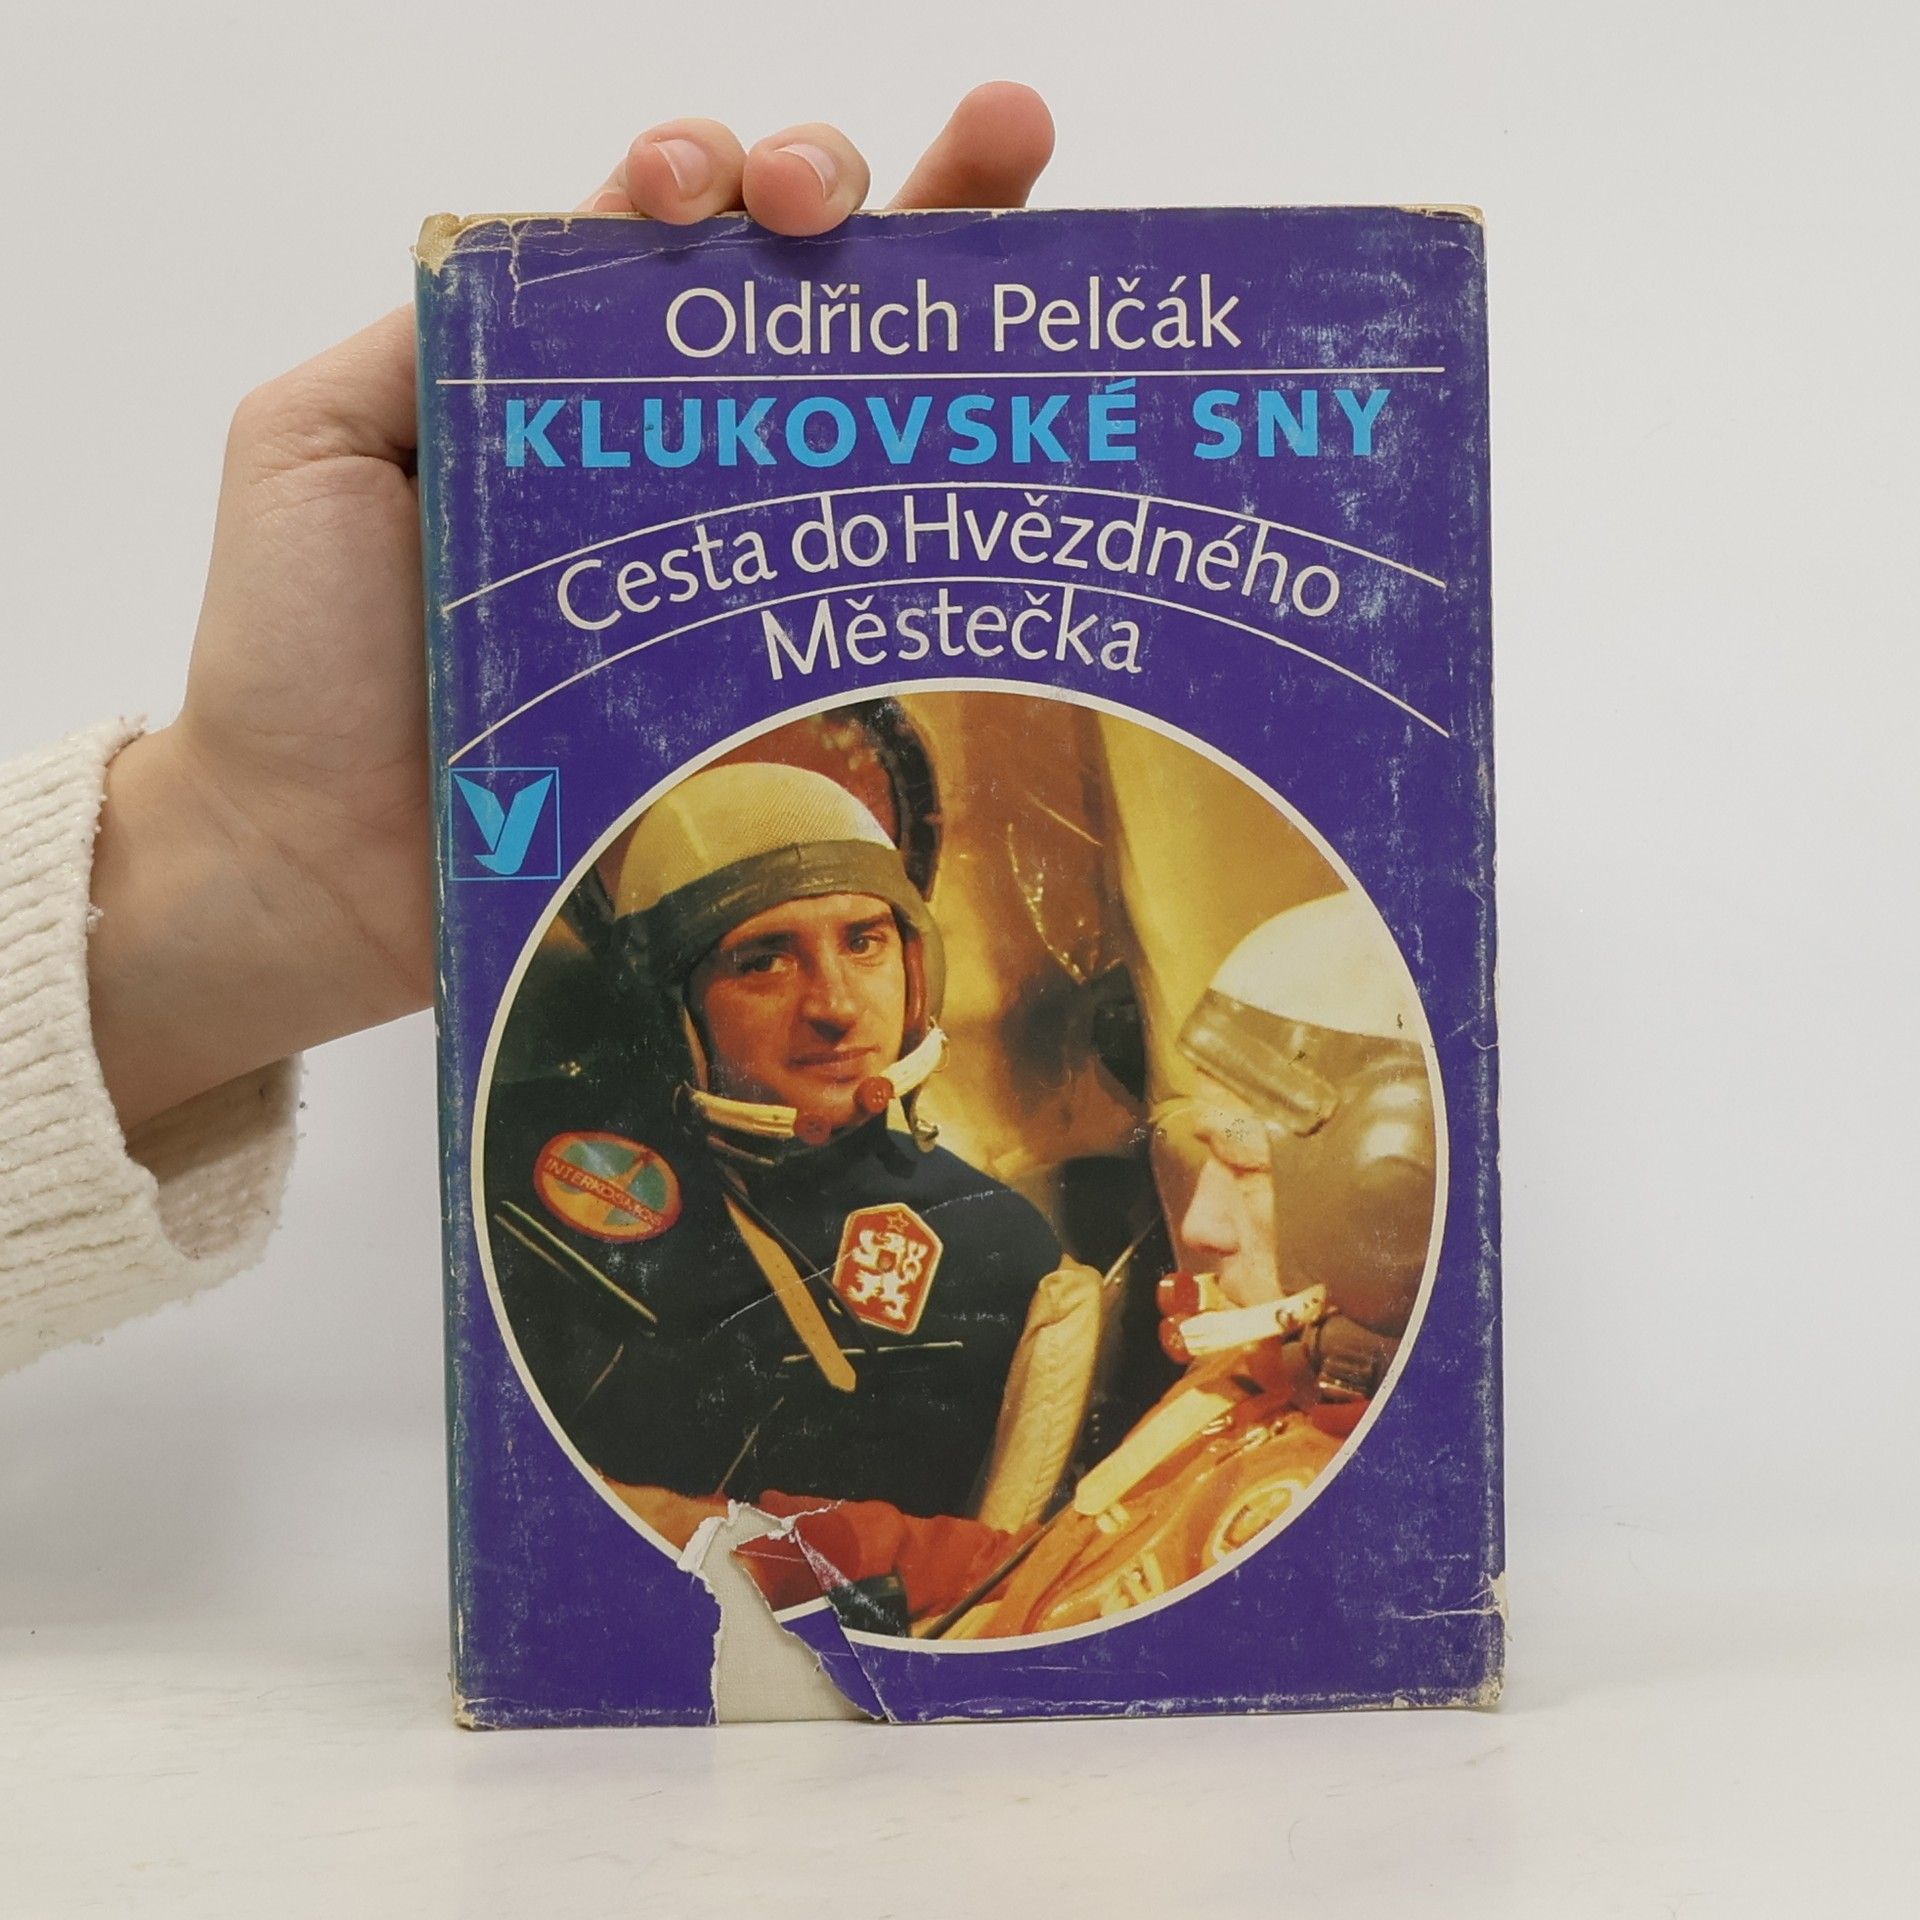 Oldřich Pelčák
KLUKOVSKÉ SNY
Cesta do Hvězdného
Městečka
INTERKOSMOS